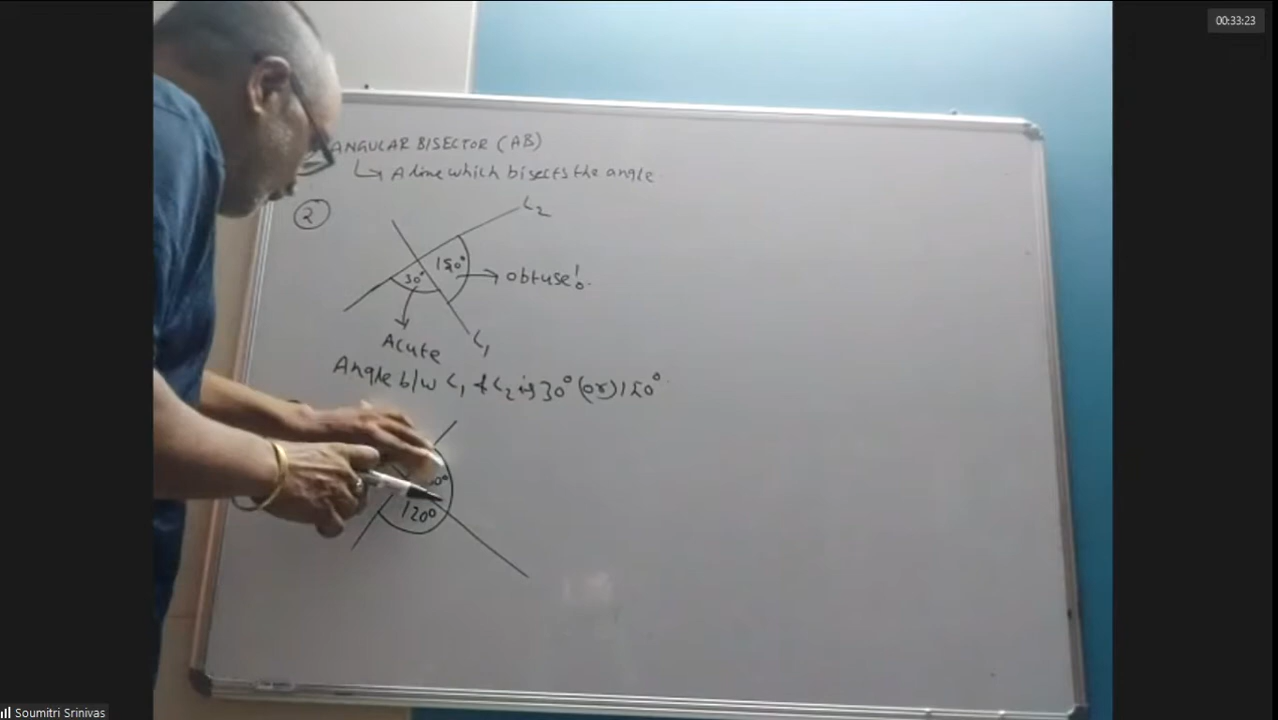 00:33:23
ANGULAR BISECTOR (AB)
↳ A line which bisects the angle
2
L2
150°
30°
→ obtuse!
Acute
L1
Angle b/w L1 & L2 is 30° (or) 150°
0°
120°
Soumitri Srinivas